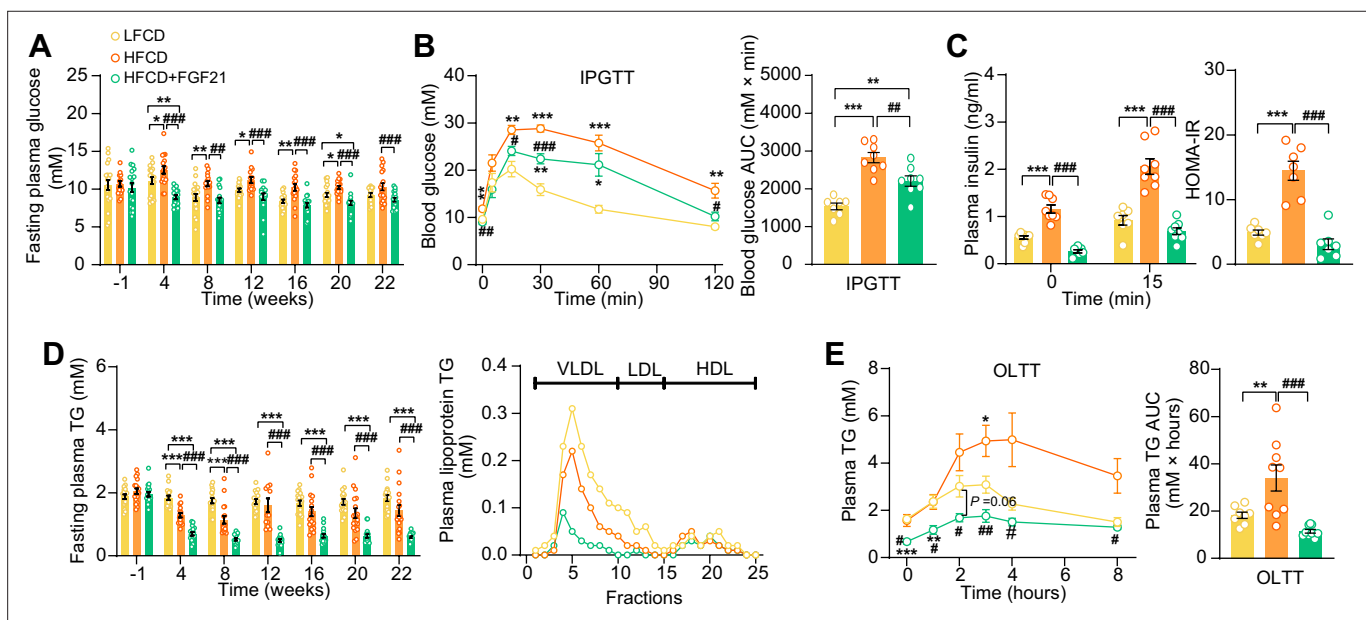 A
LFCD
HFCD
HFCD+FGF21
Fasting plasma glucose
(mM)
25
20
15
10
5
0
** * ### ** ## * ### ** ### * * ### ###
-1 4 8 12 16 20 22
Time (weeks)
B
IPGTT
Blood glucose (mM)
40
30
20
10
0
** *** *** **
# ### #
* ** *
##
0 30 60 90 120
Time (min)
Blood glucose AUC (mM × min)
5000
4000
3000
2000
1000
0
**
*** ##
IPGTT
C
Plasma insulin (ng/ml)
4
3
2
1
0
*** ### *** ###
0 15
Time (min)
HOMA-IR
30
20
10
0
*** ###
D
Fasting plasma TG (mM)
6
4
2
0
*** *** *** *** *** ***
*** ### *** ### ### ### ### ###
-1 4 8 12 16 20 22
Time (weeks)
Plasma lipoprotein TG
(mM)
VLDL LDL HDL
0.4
0.3
0.2
0.1
0.0
0 5 10 15 20 25
Fractions
E
OLTT
Plasma TG (mM)
8
6
4
2
0
*
P =0.06
# ** # ## # #
*** #
0 2 4 6 8
Time (hours)
Plasma TG AUC
(mM × hours)
80
60
40
20
0
** ###
OLTT